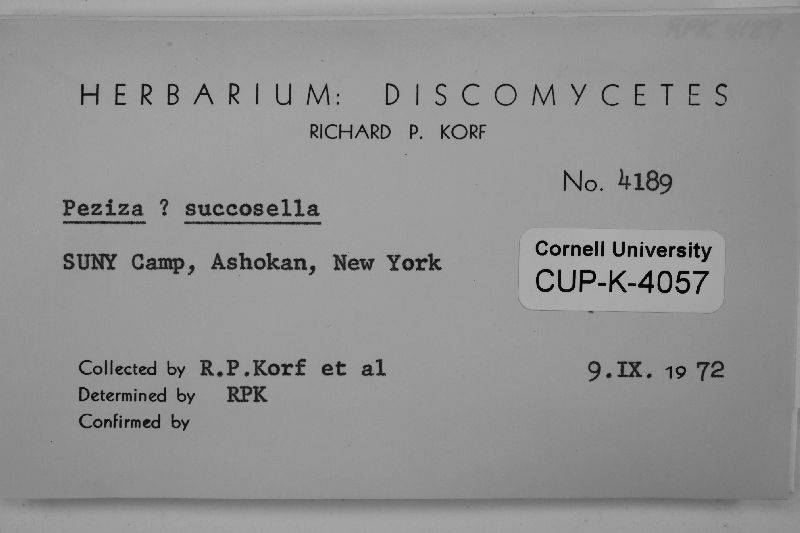 RPK 4189
HERBARIUM: DISCOMYCETES
RICHARD P. KORF
No. 4189
Peziza ? succosella
SUNY Camp, Ashokan, New York
Cornell University
CUP-K-4057
Collected by R.P.Korf et al
9.IX. 19 72
Determined by RPK
Confirmed by